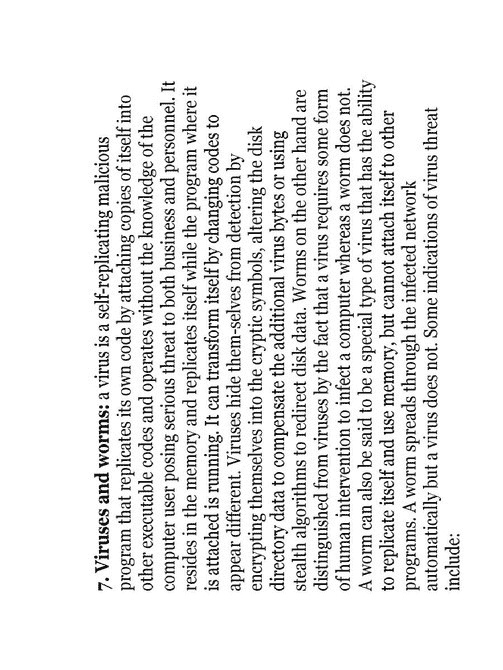 7. Viruses and worms: a virus is a self-replicating malicious
program that replicates its own code by attaching copies of itself into
other executable codes and operates without the knowledge of the
computer user posing serious threat to both business and personnel. It
resides in the memory and replicates itself while the program where it
is attached is running, It can transform itself by changing codes to
appear different. Viruses hide them-selves from detection by
encrypting themselves into the cryptic symbols, altering the disk
directory data to compensate the additional virus bytes or using
stealth algorithms to redirect disk data. Worms on the other hand are
distinguished from viruses by the fact that a virus requires some form
of human intervention to infect a computer whereas a worm does not.
A worm can also be said to be a special type of virus that has the ability
to replicate itself and use memory, but cannot attach itself to other
programs. A worm spreads through the infected network
automatically but a virus does not. Some indications of virus threat
include: